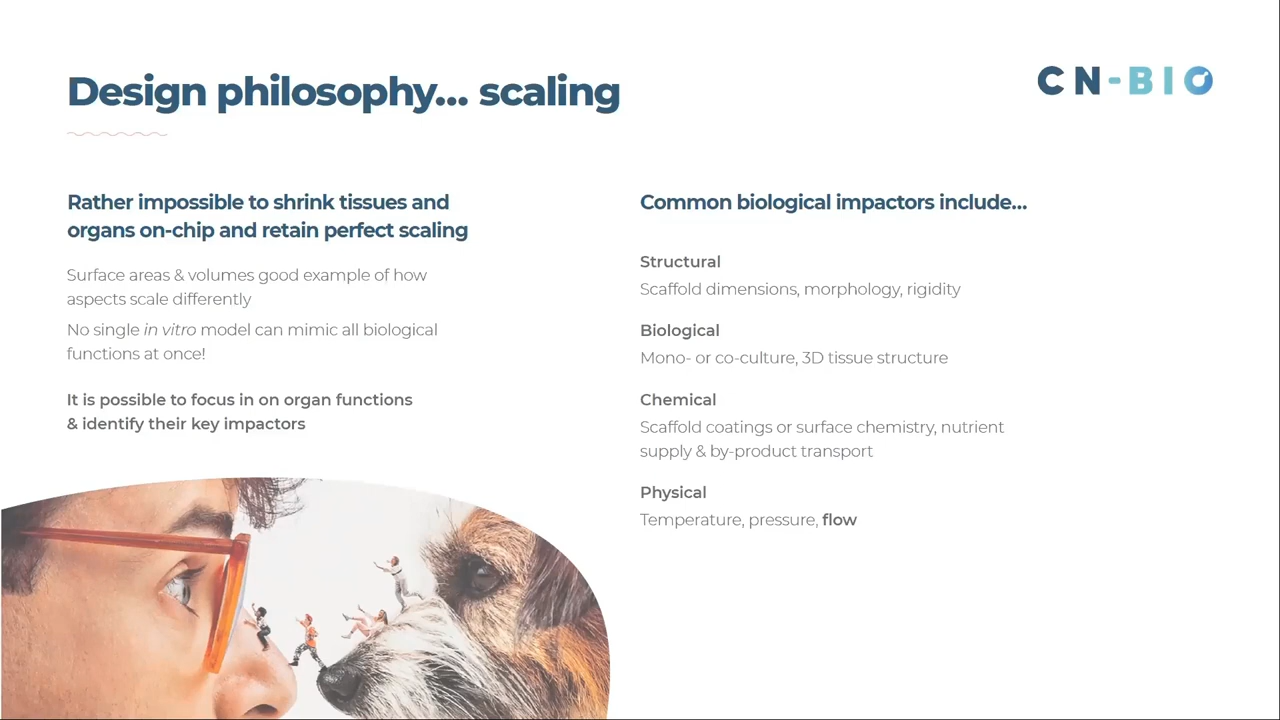 Design philosophy... scaling
CN-BIO
Rather impossible to shrink tissues and
organs on-chip and retain perfect scaling
Surface areas & volumes good example of how
aspects scale differently
No single in vitro model can mimic all biological
functions at once!
It is possible to focus in on organ functions
& identify their key impactors
Common biological impactors include...
Structural
Scaffold dimensions, morphology, rigidity
Biological
Mono- or co-culture, 3D tissue structure
Chemical
Scaffold coatings or surface chemistry, nutrient
supply & by-product transport
Physical
Temperature, pressure, flow